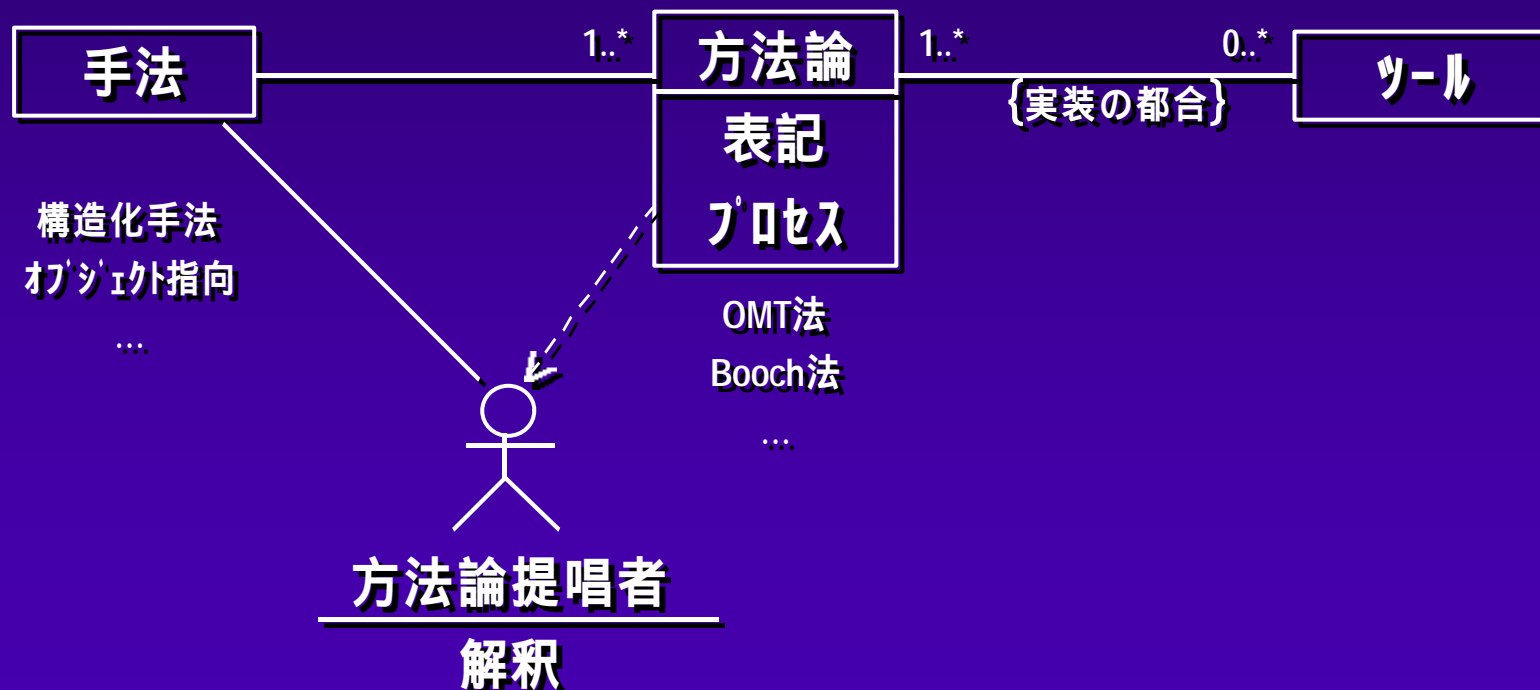 手法
1..*
方法論
1..*
0..*
ﾂｰﾙ
{実装の都合}
表記
ﾌﾟﾛｾｽ
構造化手法
ｵﾌﾞｼﾞｪｸﾄ指向
…
OMT法
Booch法
…
方法論提唱者
解釈